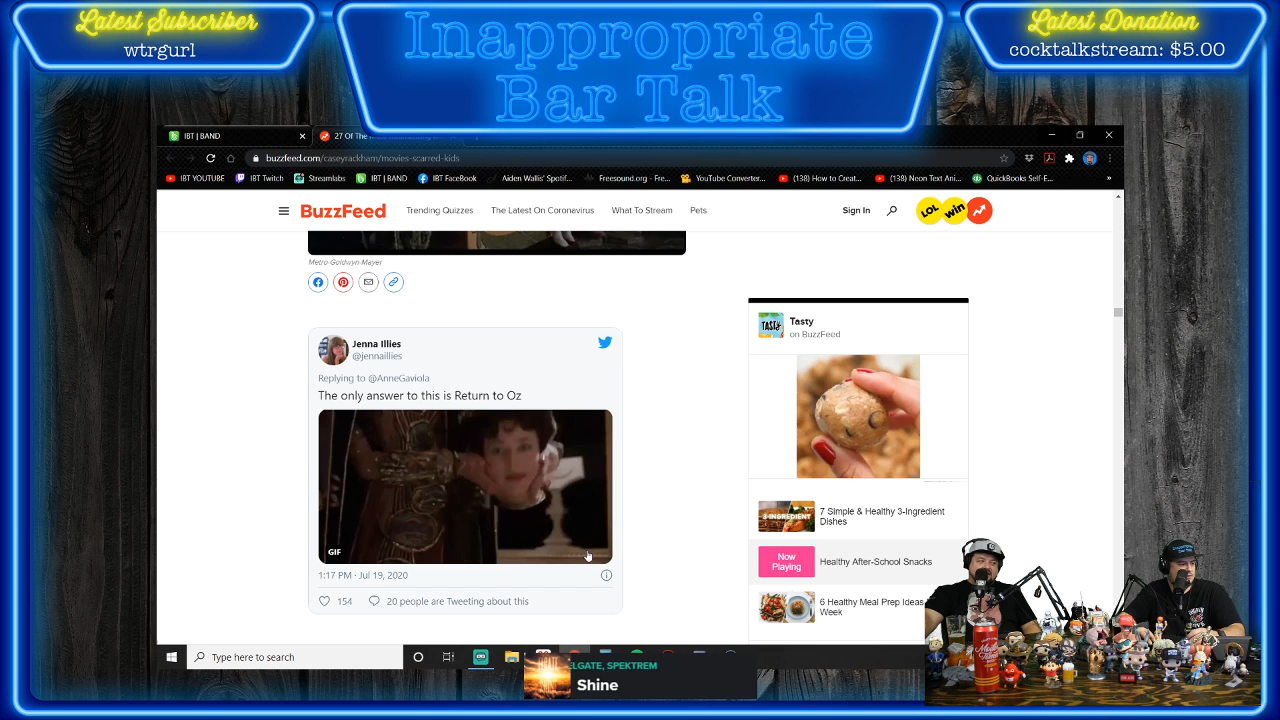 Latest Subscriber
wtrgurl
Inappropriate
Bar Talk
Latest Donation
cocktalkstream: $5.00
IBT | BAND
27 Of The
buzzfeed.com/caseyrackham/movies-scarred-kids
IBT YOUTUBE
IBT Twitch
Streamlabs
IBT | BAND
IBT FaceBook
Aiden Wallis' Spotif...
Freesound.org - Fre...
YouTube Converter...
(138) How to Creat...
(138) Neon Text Ani...
QuickBooks Self-E...
»
BuzzFeed
Trending Quizzes
The Latest On Coronavirus
What To Stream
Pets
Sign In
LOL
win
Metro-Goldwyn-Mayer
Jenna Illies
@jennaillies
Replying to @AnneGaviola
The only answer to this is Return to Oz
GIF
1:17 PM · Jul 19, 2020
154
20 people are Tweeting about this
TASTY
Tasty
on BuzzFeed
3-INGREDIENT
7 Simple & Healthy 3-Ingredient
Dishes
Now
Playing
Healthy After-School Snacks
6 Healthy Meal Prep Ideas
Week
Type here to search
ELGATE, SPEKTREM
Shine